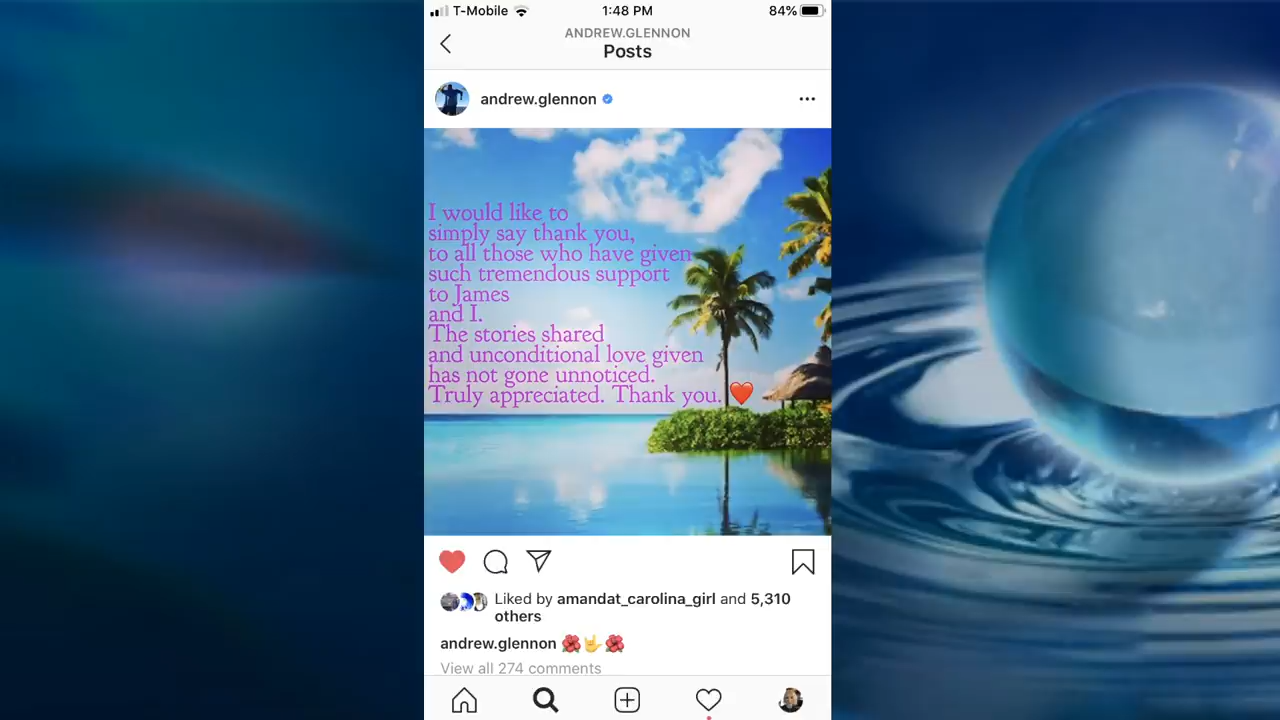 T-Mobile 1:48 PM 84%
ANDREW.GLENNON
Posts
andrew.glennon
I would like to
simply say thank you,
to all those who have given
such tremendous support
to James
and I.
The stories shared
and unconditional love given
has not gone unnoticed.
Truly appreciated. Thank you. ❤️
Liked by amandat_carolina_girl and 5,310
others
andrew.glennon 🌺🤟🌺
View all 274 comments